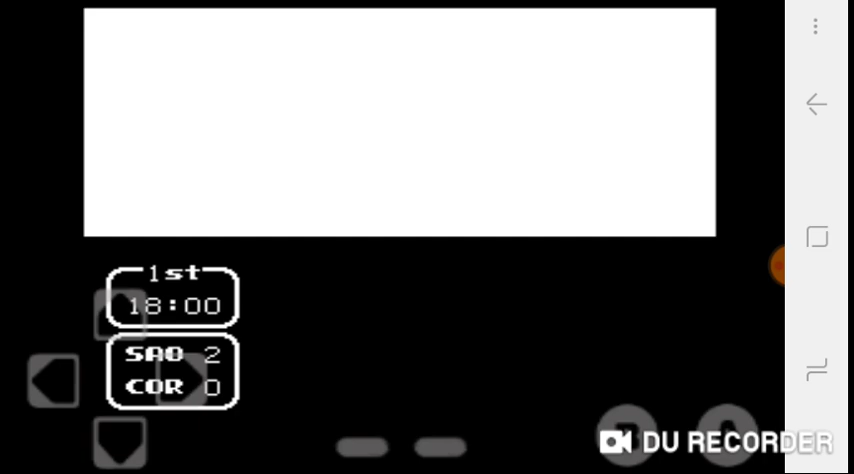 1st
18:00
SAO 2
COR 0
B A
DU RECORDER